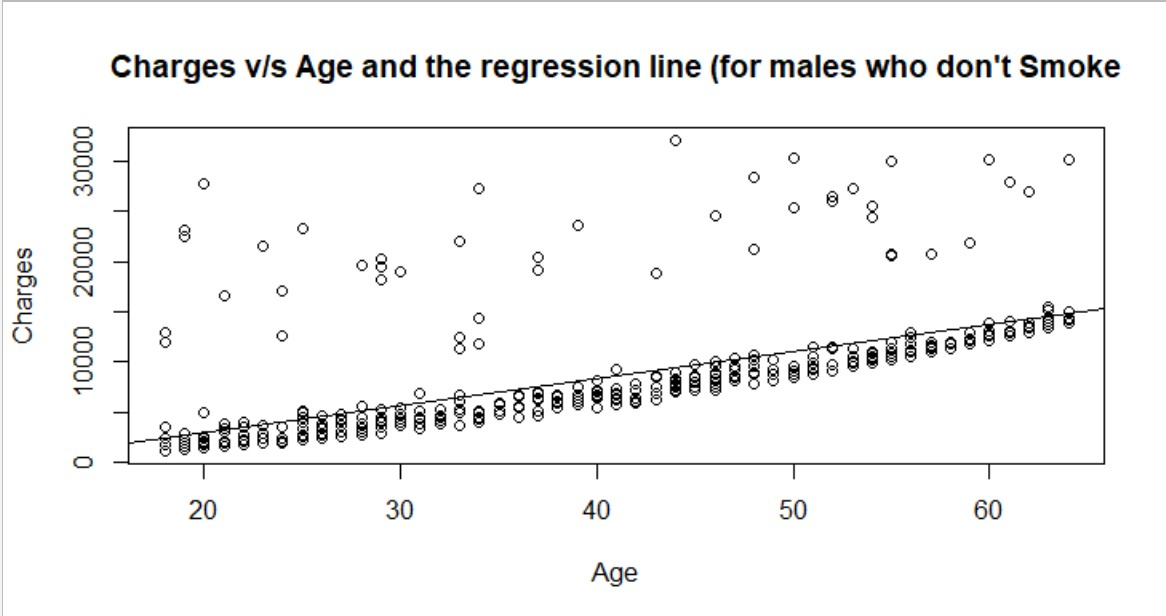 Charges v/s Age and the regression line (for males who don't Smoke
Charges
30000
20000
10000
0
20 30 40 50 60
Age